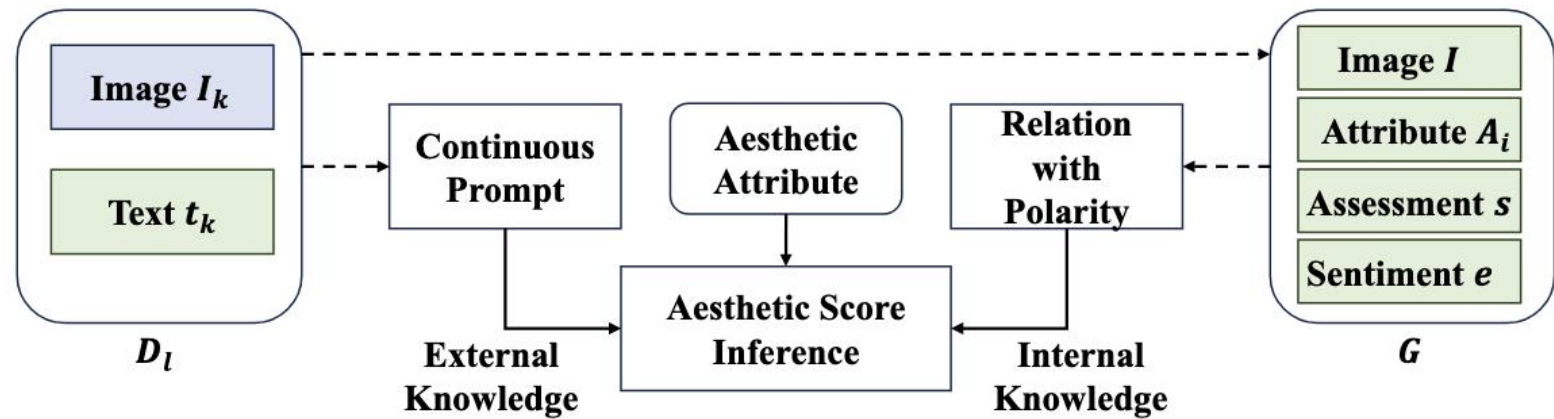 Image I_k
Text t_k
D_l
Continuous
Prompt
Aesthetic
Attribute
Relation
with
Polarity
Aesthetic Score
Inference
External
Knowledge
Internal
Knowledge
Image I
Attribute A_i
Assessment s
Sentiment e
G